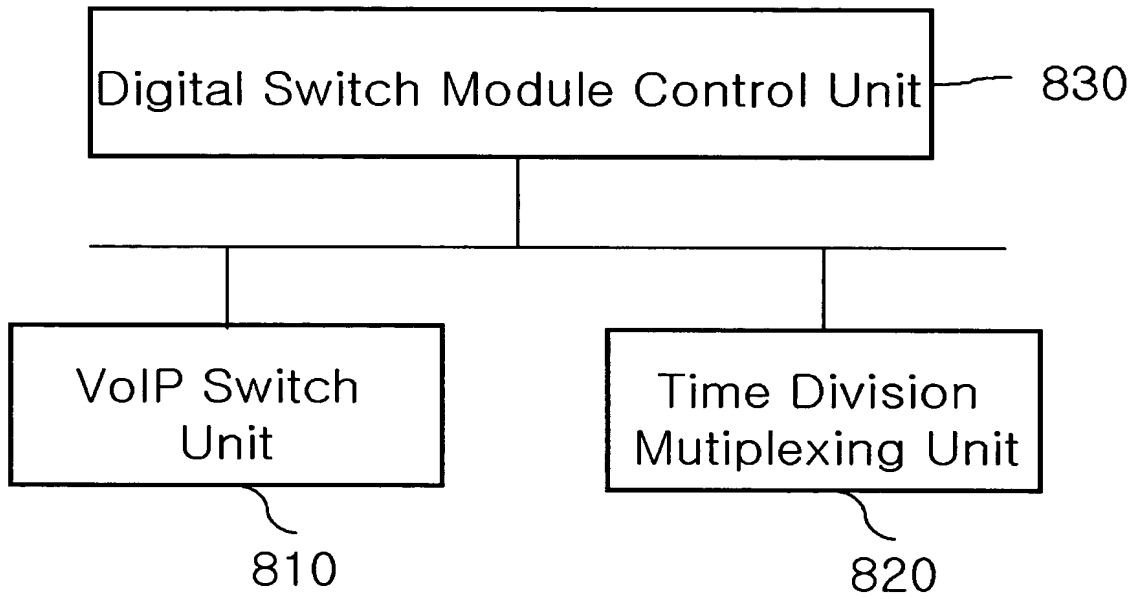 Digital Switch Module Control Unit
830
VoIP Switch
Unit
Time Division
Mutiplexing Unit
810
820